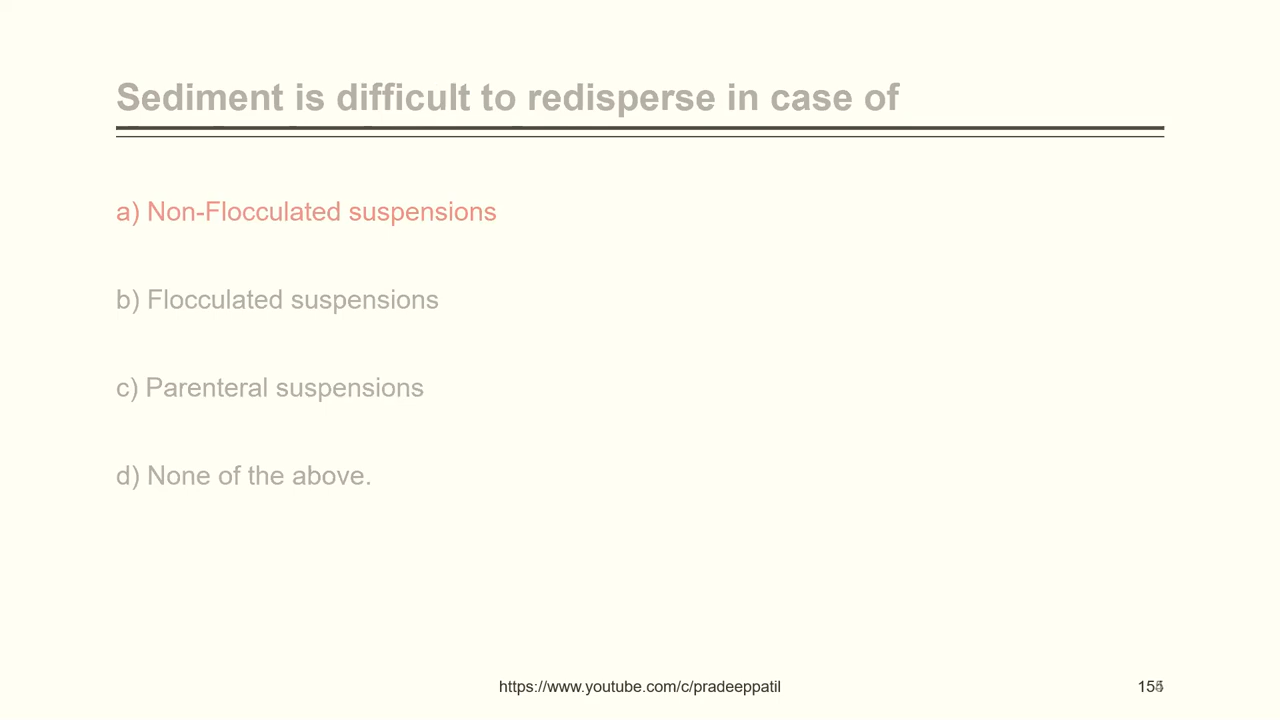 Sediment is difficult to redisperse in case of
a) Non-Flocculated suspensions
b) Flocculated suspensions
c) Parenteral suspensions
d) None of the above.
https://www.youtube.com/c/pradeeppatil